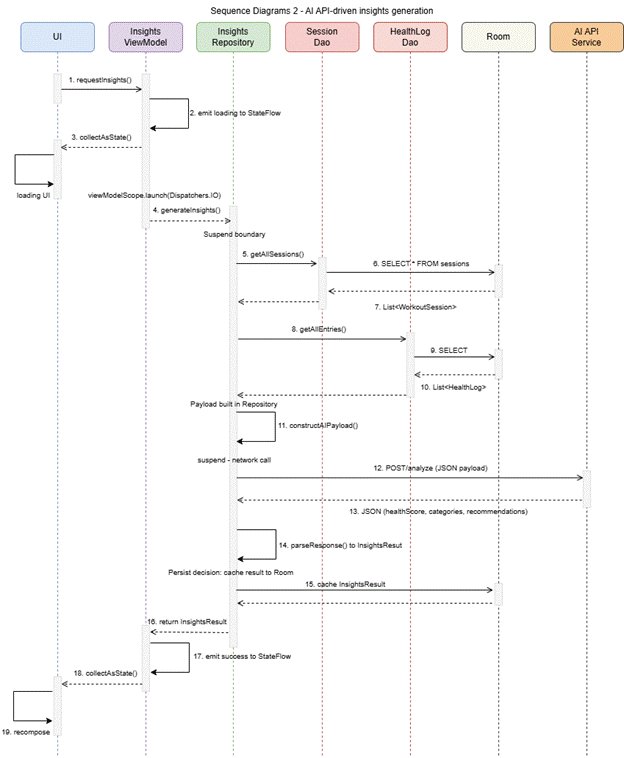 Sequence Diagrams 2 - AI API-driven insights generation
UI
Insights
ViewModel
Insights
Repository
Session
Dao
HealthLog
Dao
Room
AI API
Service
1. requestInsights()
2. emit loading to StateFlow
3. collectAsState()
loading UI
viewModelScope.launch(Dispatchers.IO)
4. generateInsights()
Suspend boundary
5. getAllSessions()
6. SELECT * FROM sessions
7. List<WorkoutSession>
8. getAllEntries()
9. SELECT
10. List<HealthLog>
Payload built in Repository
11. constructAIPayload()
suspend - network call
12. POST/analyze (JSON payload)
13. JSON (healthScore, categories, recommendations)
14. parseResponse() to InsightsResut
Persist decision: cache result to Room
15. cache InsightsResult
16. return InsightsResult
17. emit success to StateFlow
18. collectAsState()
19. recompose